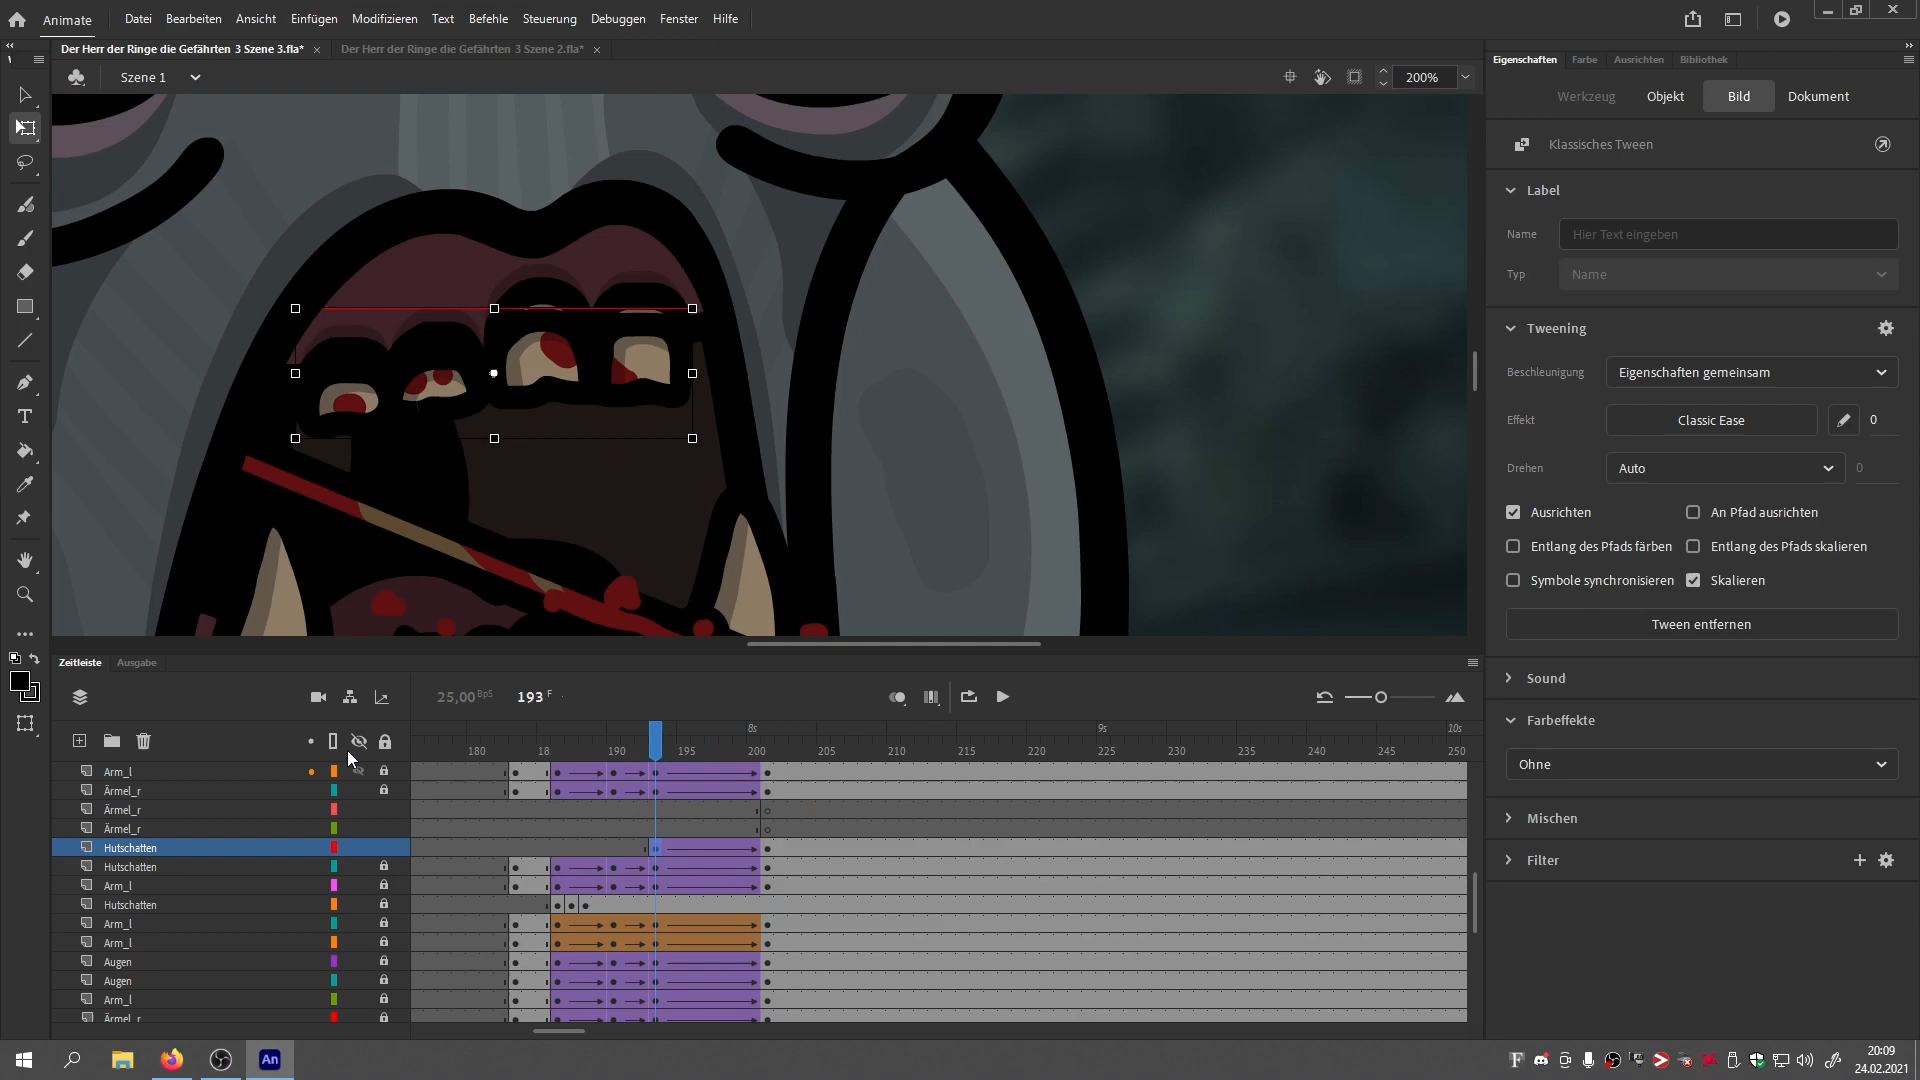 Animate Datei Bearbeiten Ansicht Einfügen Modifizieren Text Befehle Steuerung Debuggen Fenster Hilfe
Der Herr der Ringe die Gefährten 3 Szene 3.fla* × Der Herr der Ringe die Gefährten 3 Szene 2.fla* ×
Szene 1 200%
Eigenschaften Farbe Ausrichten Bibliothek
Werkzeug Objekt Bild Dokument
Klassisches Tween
Label
Name Hier Text eingeben
Typ Name
Tweening
Beschleunigung Eigenschaften gemeinsam
Effekt Classic Ease 0
Drehen Auto 0
Ausrichten An Pfad ausrichten
Entlang des Pfads färben Entlang des Pfads skalieren
Symbole synchronisieren Skalieren
Tween entfernen
Sound
Farbeffekte
Ohne
Mischen
Filter
Zeitleiste Ausgabe
25,00 BpS 193 F
8s 9s 10s
180 18 190 195 200 205 210 215 220 225 230 235 240 245 250
Arm_l
Ärmel_r
Ärmel_r
Ärmel_r
Hutschatten
Hutschatten
Arm_l
Hutschatten
Arm_l
Arm_l
Augen
Augen
Arm_l
Ärmel_r
An
20:09
24.02.2021